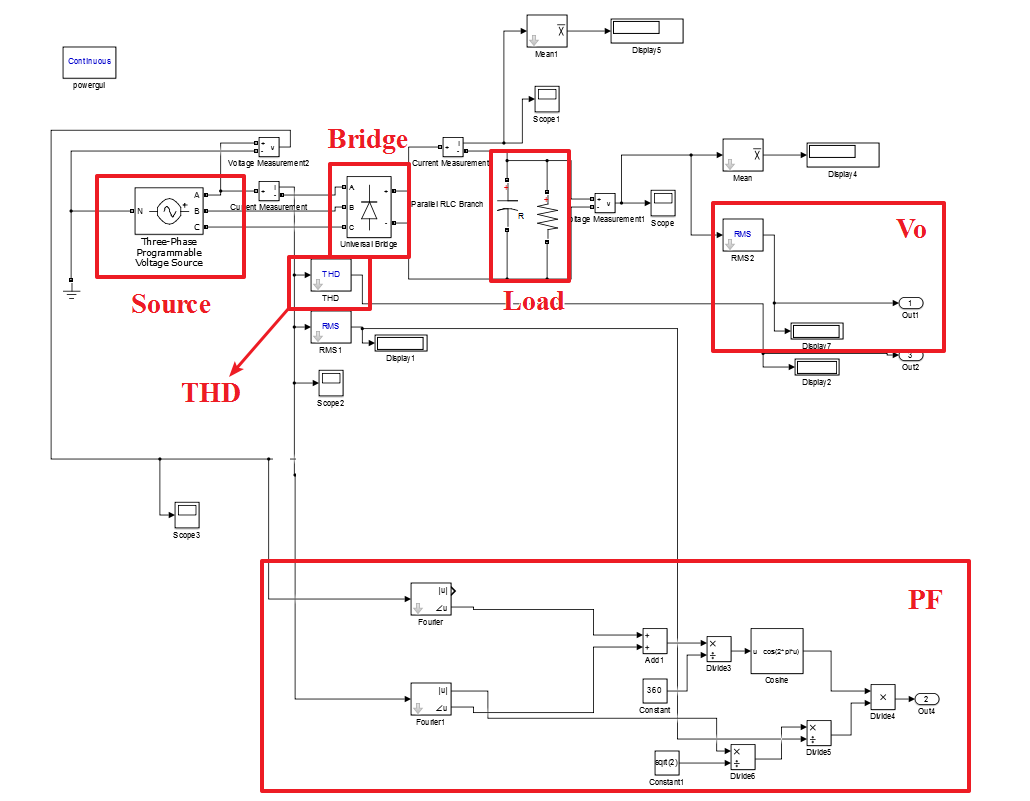 Continuous
powergui
x̅
Mean1
Display5
Scope1
Bridge
+
-
v
Voltage Measurement2
+
-
i
Current Measurement
x̅
Mean
Display4
A
N
B
C
+
Three-Phase
Programmable
Voltage Source
+
-
i
Current Measurement
A
B
C
+
-
Universal Bridge
Parallel RLC Branch
+
R
+
+
-
v
ltage Measurement1
Scope
RMS
RMS2
Vo
Source
THD
THD
Load
1
Out1
RMS
RMS1
Display1
Display7
3
Out2
Display2
THD
Scope2
Scope3
PF
|u|
∠u
Fourier
+
+
Add1
×
÷
Divide3
u cos(2*pi*u)
Cosine
360
Constant
|u|
∠u
Fourier1
×
Divide4
2
Out4
×
÷
Divide5
sqrt(2)
Constant1
×
÷
Divide6